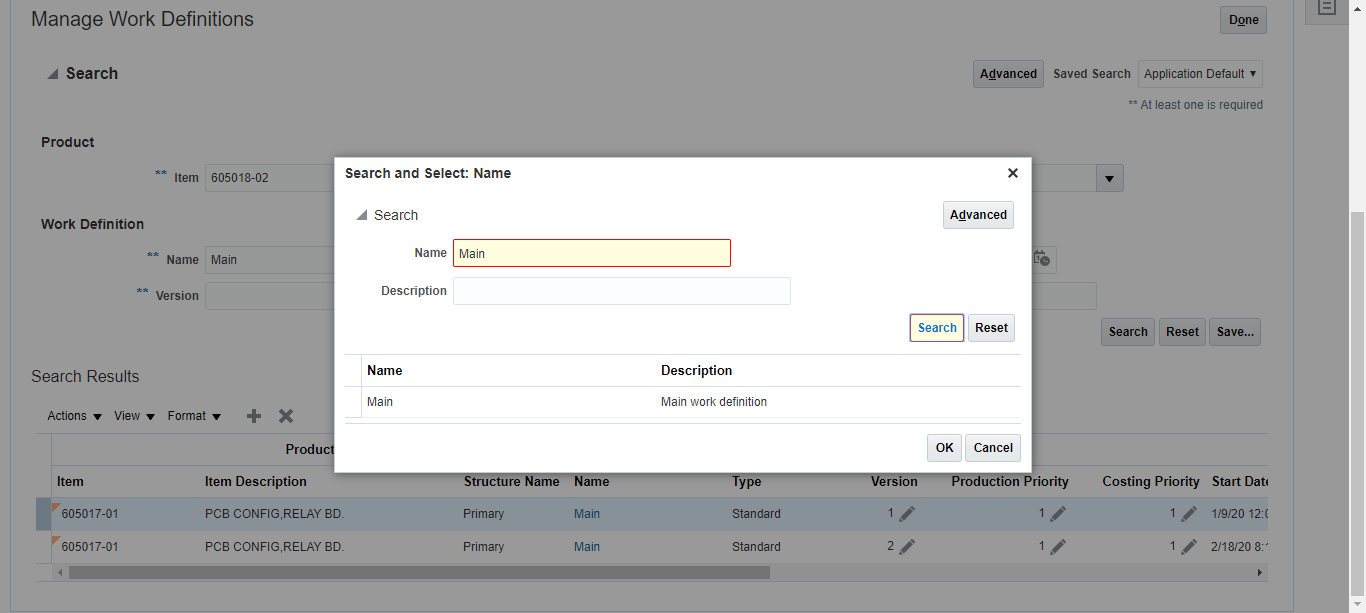 Manage Work Definitions
Done
Search
Advanced Saved Search Application Default
** At least one is required
Product
** Item 605018-02
Work Definition
** Name Main
** Version
Search Reset Save...
Search and Select: Name
Search
Advanced
Name Main
Description
Search Reset
Name Description
Main Main work definition
OK Cancel
Search Results
Actions View Format
Product
Item Item Description Structure Name Name Type Version Production Priority Costing Priority Start Date
605017-01 PCB CONFIG,RELAY BD. Primary Main Standard 1 1 1 1/9/20
605017-01 PCB CONFIG,RELAY BD. Primary Main Standard 2 1 1 2/18/20